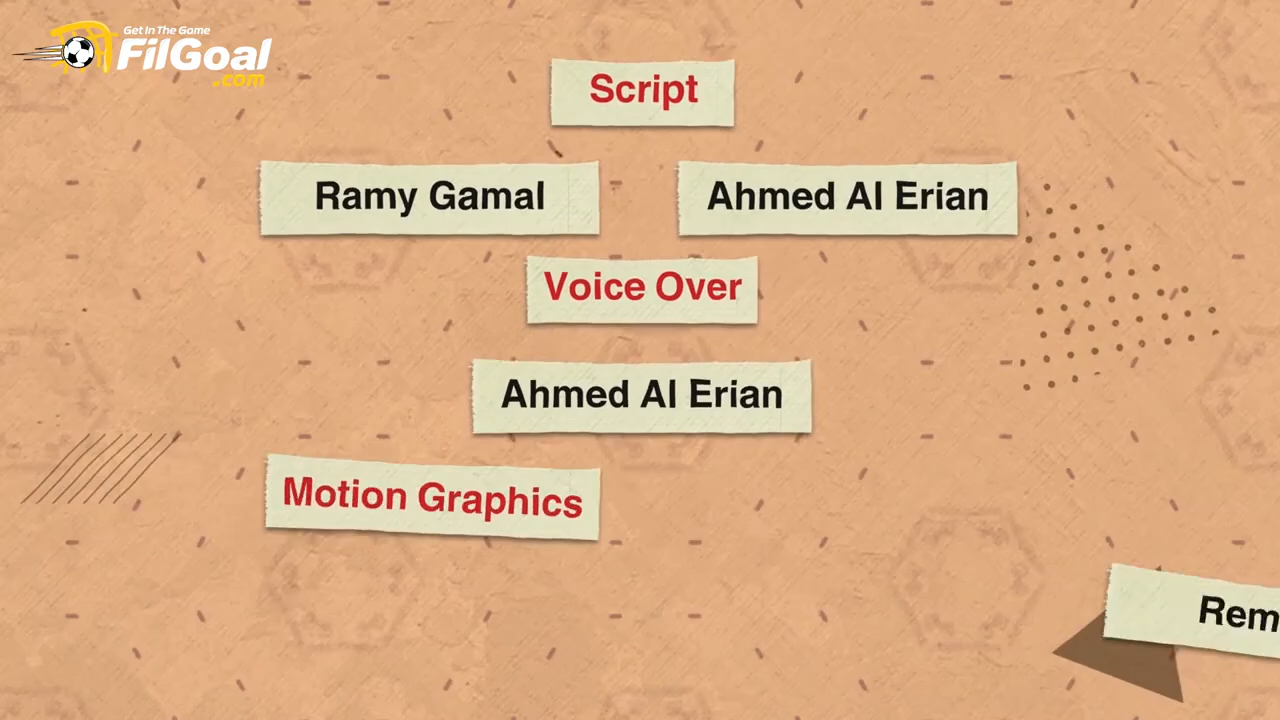 Get In The Game
FilGoal
.com
Script
Ramy Gamal
Ahmed Al Erian
Voice Over
Ahmed Al Erian
Motion Graphics